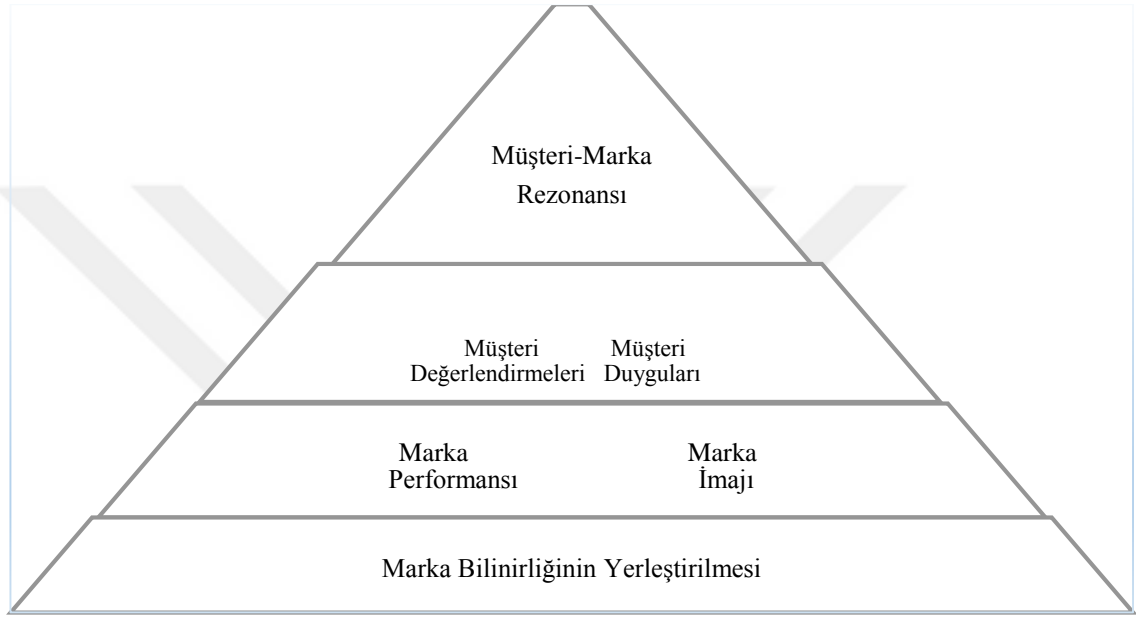 Müşteri-Marka
Rezonansı
Müşteri
Değerlendirmeleri
Müşteri
Duyguları
Marka
Performansı
Marka
İmajı
Marka Bilinirliğinin Yerleştirilmesi